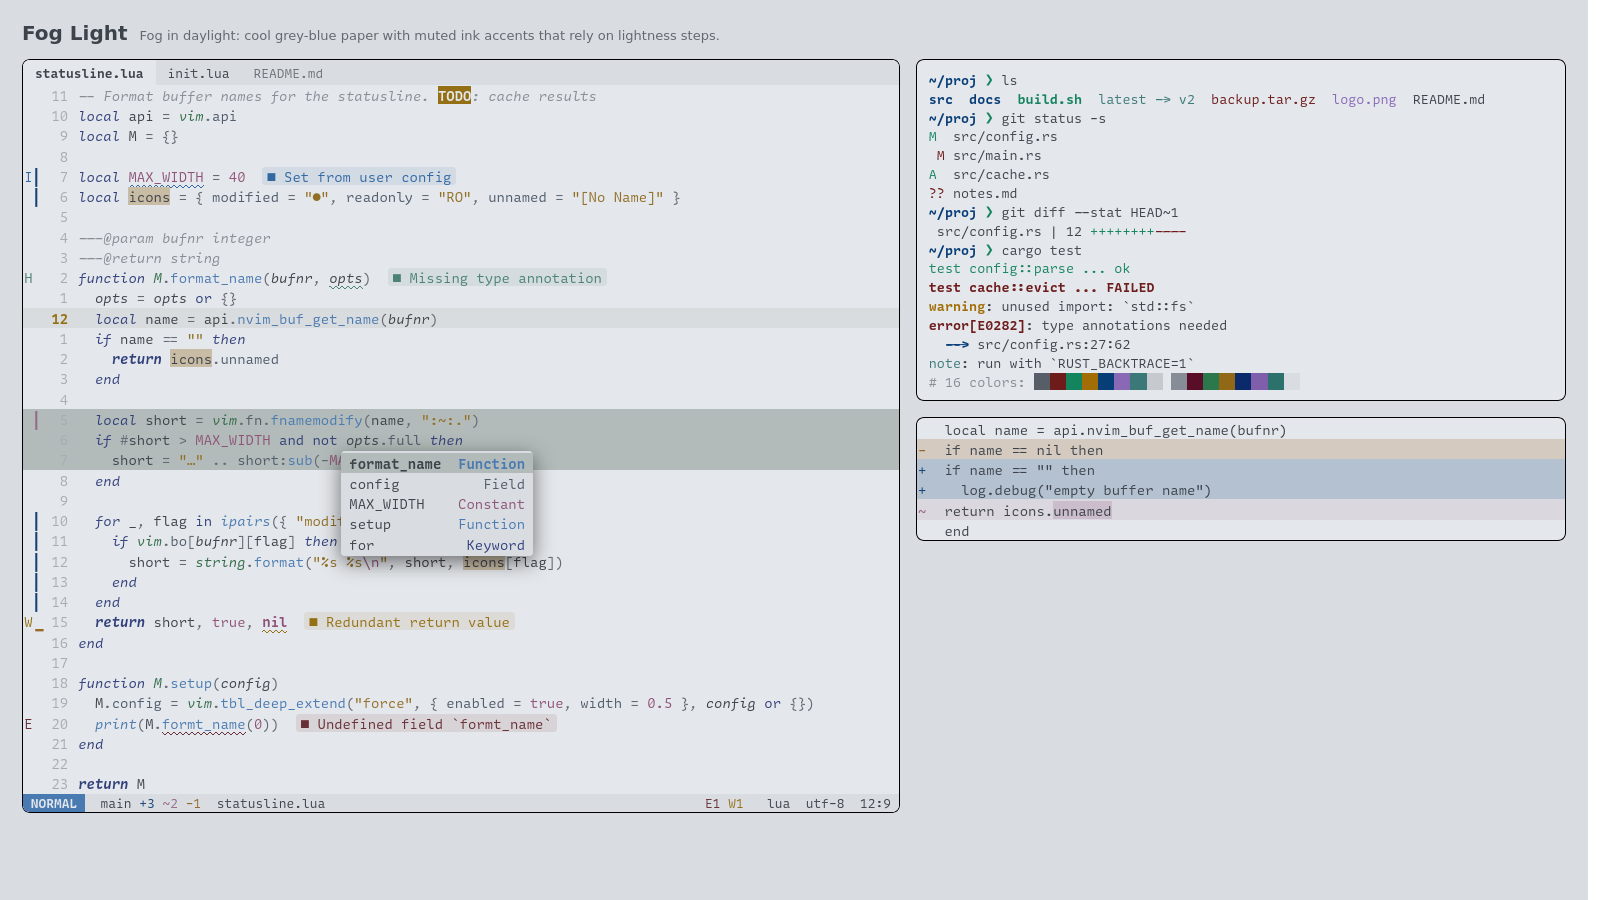 Fog Light Fog in daylight: cool grey-blue paper with muted ink accents that rely on lightness steps.
statusline.lua init.lua README.md
11 -- Format buffer names for the statusline. TODO: cache results
10 local api = vim.api
9 local M = {}
8
I 7 local MAX_WIDTH = 40 ■ Set from user config
6 local icons = { modified = "●", readonly = "RO", unnamed = "[No Name]" }
5
4 ---@param bufnr integer
3 ---@return string
H 2 function M.format_name(bufnr, opts) ■ Missing type annotation
1 opts = opts or {}
12 local name = api.nvim_buf_get_name(bufnr)
1 if name == "" then
2 return icons.unnamed
3 end
4
5 local short = vim.fn.fnamemodify(name, ":~:.")
6 if #short > MAX_WIDTH and not opts.full then
7 short = "…" .. short:sub(-MA
8 end
9
10 for _, flag in ipairs({ "modif
11 if vim.bo[bufnr][flag] then
12 short = string.format("%s %s\n", short, icons[flag])
13 end
14 end
W 15 return short, true, nil ■ Redundant return value
16 end
17
18 function M.setup(config)
19 M.config = vim.tbl_deep_extend("force", { enabled = true, width = 0.5 }, config or {})
E 20 print(M.formt_name(0)) ■ Undefined field `formt_name`
21 end
22
23 return M
format_name Function
config Field
MAX_WIDTH Constant
setup Function
for Keyword
NORMAL main +3 ~2 -1 statusline.lua E1 W1 lua utf-8 12:9
~/proj ❯ ls
src docs build.sh latest -> v2 backup.tar.gz logo.png README.md
~/proj ❯ git status -s
M src/config.rs
M src/main.rs
A src/cache.rs
?? notes.md
~/proj ❯ git diff --stat HEAD~1
src/config.rs | 12 ++++++++----
~/proj ❯ cargo test
test config::parse ... ok
test cache::evict ... FAILED
warning: unused import: `std::fs`
error[E0282]: type annotations needed
--> src/config.rs:27:62
note: run with `RUST_BACKTRACE=1`
# 16 colors:
local name = api.nvim_buf_get_name(bufnr)
- if name == nil then
+ if name == "" then
+ log.debug("empty buffer name")
~ return icons.unnamed
end